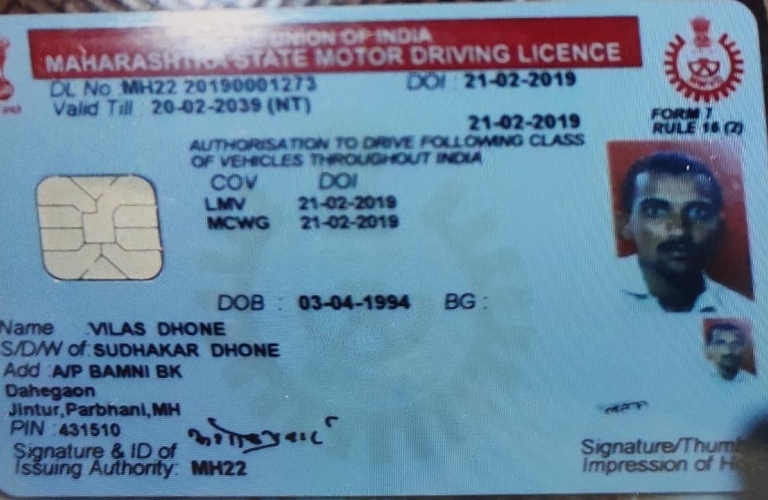 UNION OF INDIA
MAHARASHTRA STATE MOTOR DRIVING LICENCE
DL No MH22 20190001273 DOI : 21-02-2019
Valid Till : 20-02-2039 (NT)
21-02-2019
FORM 7
RULE 16 (2)
AUTHORISATION TO DRIVE FOLLOWING CLASS
OF VEHICLES THROUGHOUT INDIA
COV DOI
LMV 21-02-2019
MCWG 21-02-2019
DOB : 03-04-1994 BG :
Name :VILAS DHONE
S/D/W of:SUDHAKAR DHONE
Add :A/P BAMNI BK
Dahegaon
Jintur,Parbhani,MH
PIN :431510
Signature & ID of
Issuing Authority: MH22
Signature/Thumb
Impression of H